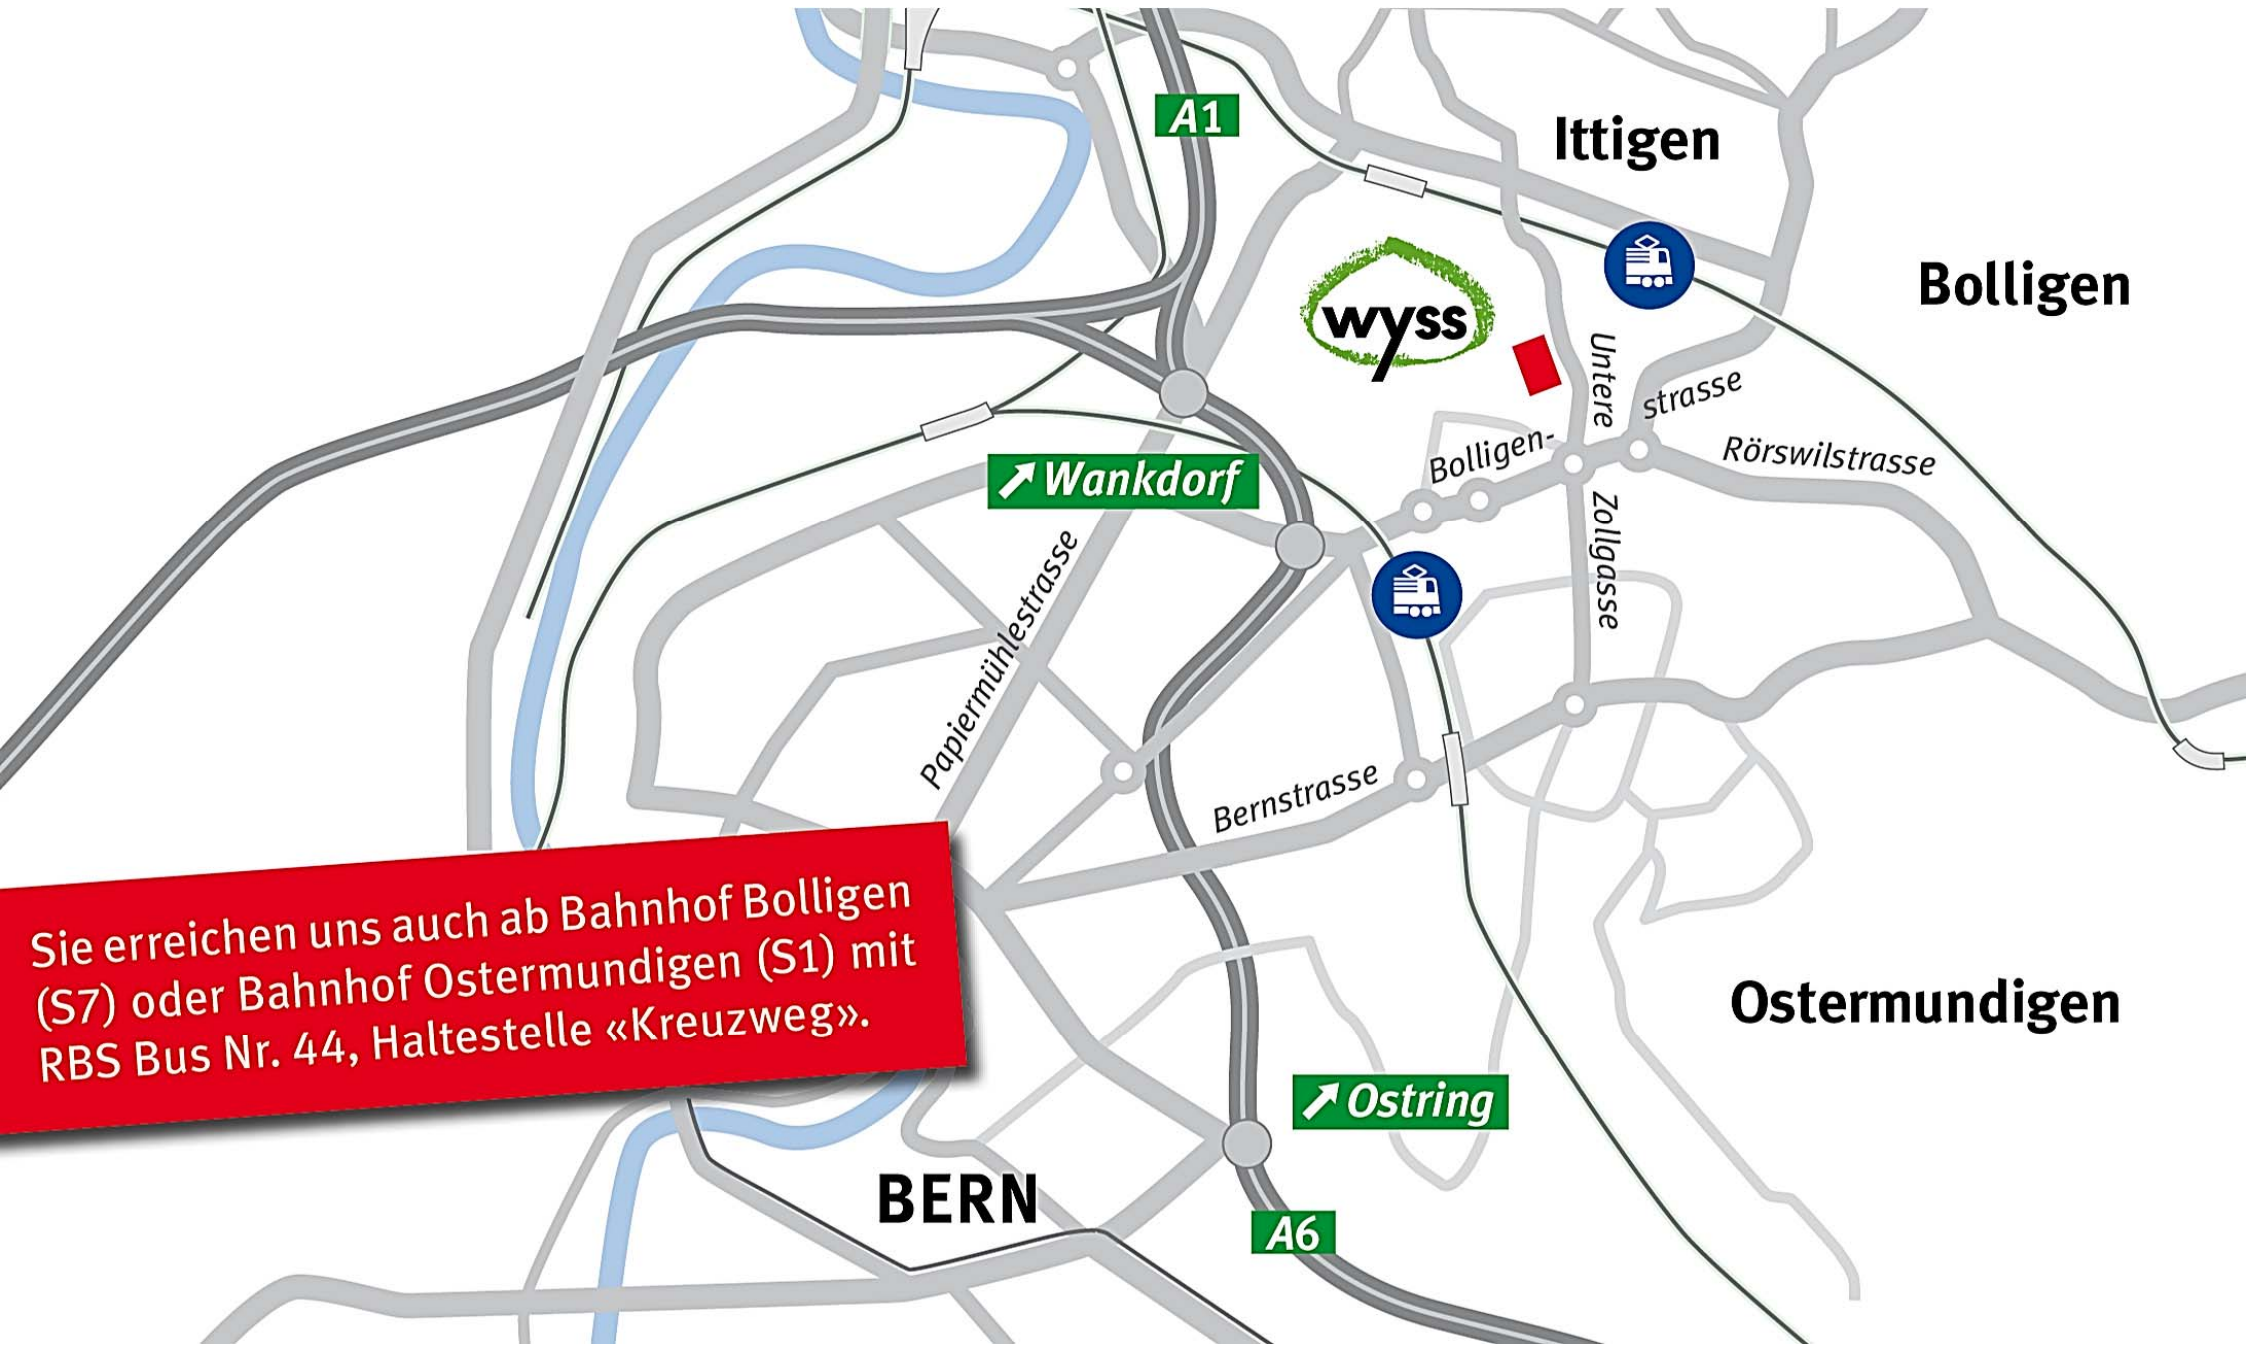 A1
Ittigen
Bolligen
wyss
Untere
strasse
Bolligen-
Rörswilstrasse
Wankdorf
Zollgasse
Papiermühlestrasse
Bernstrasse
Sie erreichen uns auch ab Bahnhof Bolligen
(S7) oder Bahnhof Ostermundigen (S1) mit
RBS Bus Nr. 44, Haltestelle «Kreuzweg».
Ostermundigen
Ostring
BERN
A6